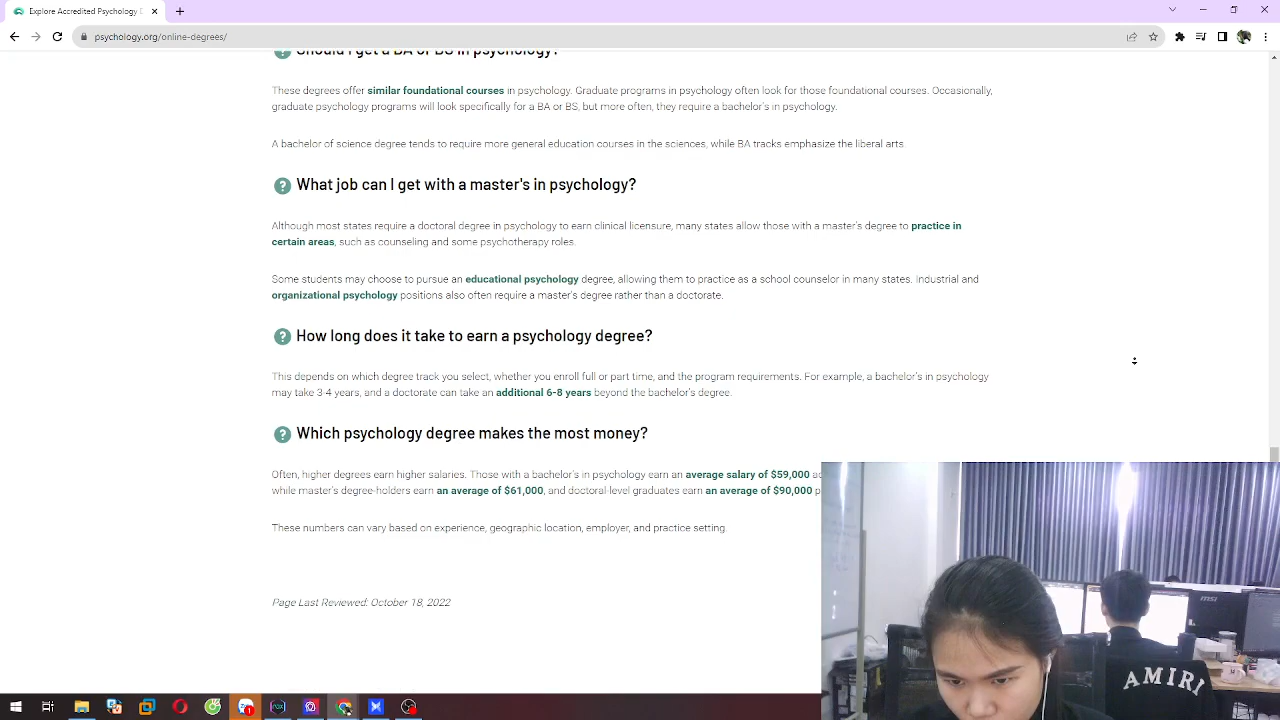 Explore Accredited Psychology
psychology.org/online-degrees/
Should I get a BA or BS in psychology?
These degrees offer similar foundational courses in psychology. Graduate programs in psychology often look for those foundational courses. Occasionally,
graduate psychology programs will look specifically for a BA or BS, but more often, they require a bachelor's in psychology.
A bachelor of science degree tends to require more general education courses in the sciences, while BA tracks emphasize the liberal arts.
? What job can I get with a master's in psychology?
Although most states require a doctoral degree in psychology to earn clinical licensure, many states allow those with a master's degree to practice in
certain areas, such as counseling and some psychotherapy roles.
Some students may choose to pursue an educational psychology degree, allowing them to practice as a school counselor in many states. Industrial and
organizational psychology positions also often require a master's degree rather than a doctorate.
? How long does it take to earn a psychology degree?
This depends on which degree track you select, whether you enroll full or part time, and the program requirements. For example, a bachelor's in psychology
may take 3-4 years, and a doctorate can take an additional 6-8 years beyond the bachelor's degree.
? Which psychology degree makes the most money?
Often, higher degrees earn higher salaries. Those with a bachelor's in psychology earn an average salary of $59,000
while master's degree-holders earn an average of $61,000, and doctoral-level graduates earn an average of $90,000
These numbers can vary based on experience, geographic location, employer, and practice setting.
Page Last Reviewed: October 18, 2022
msi
AMIRI